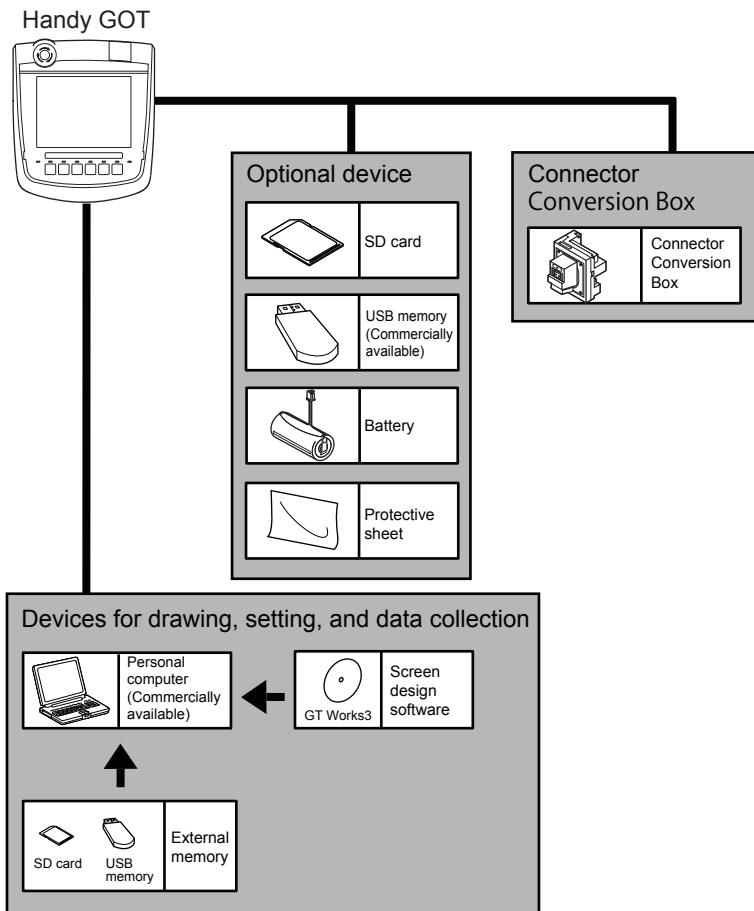 Handy GOT
Optional device
SD card
USB memory
(Commercially
available)
Battery
Protective
sheet
Connector
Conversion Box
Connector
Conversion
Box
Devices for drawing, setting, and data collection
Personal
computer
(Commercially
available)
GT Works3
Screen
design
software
SD card
USB
memory
External
memory